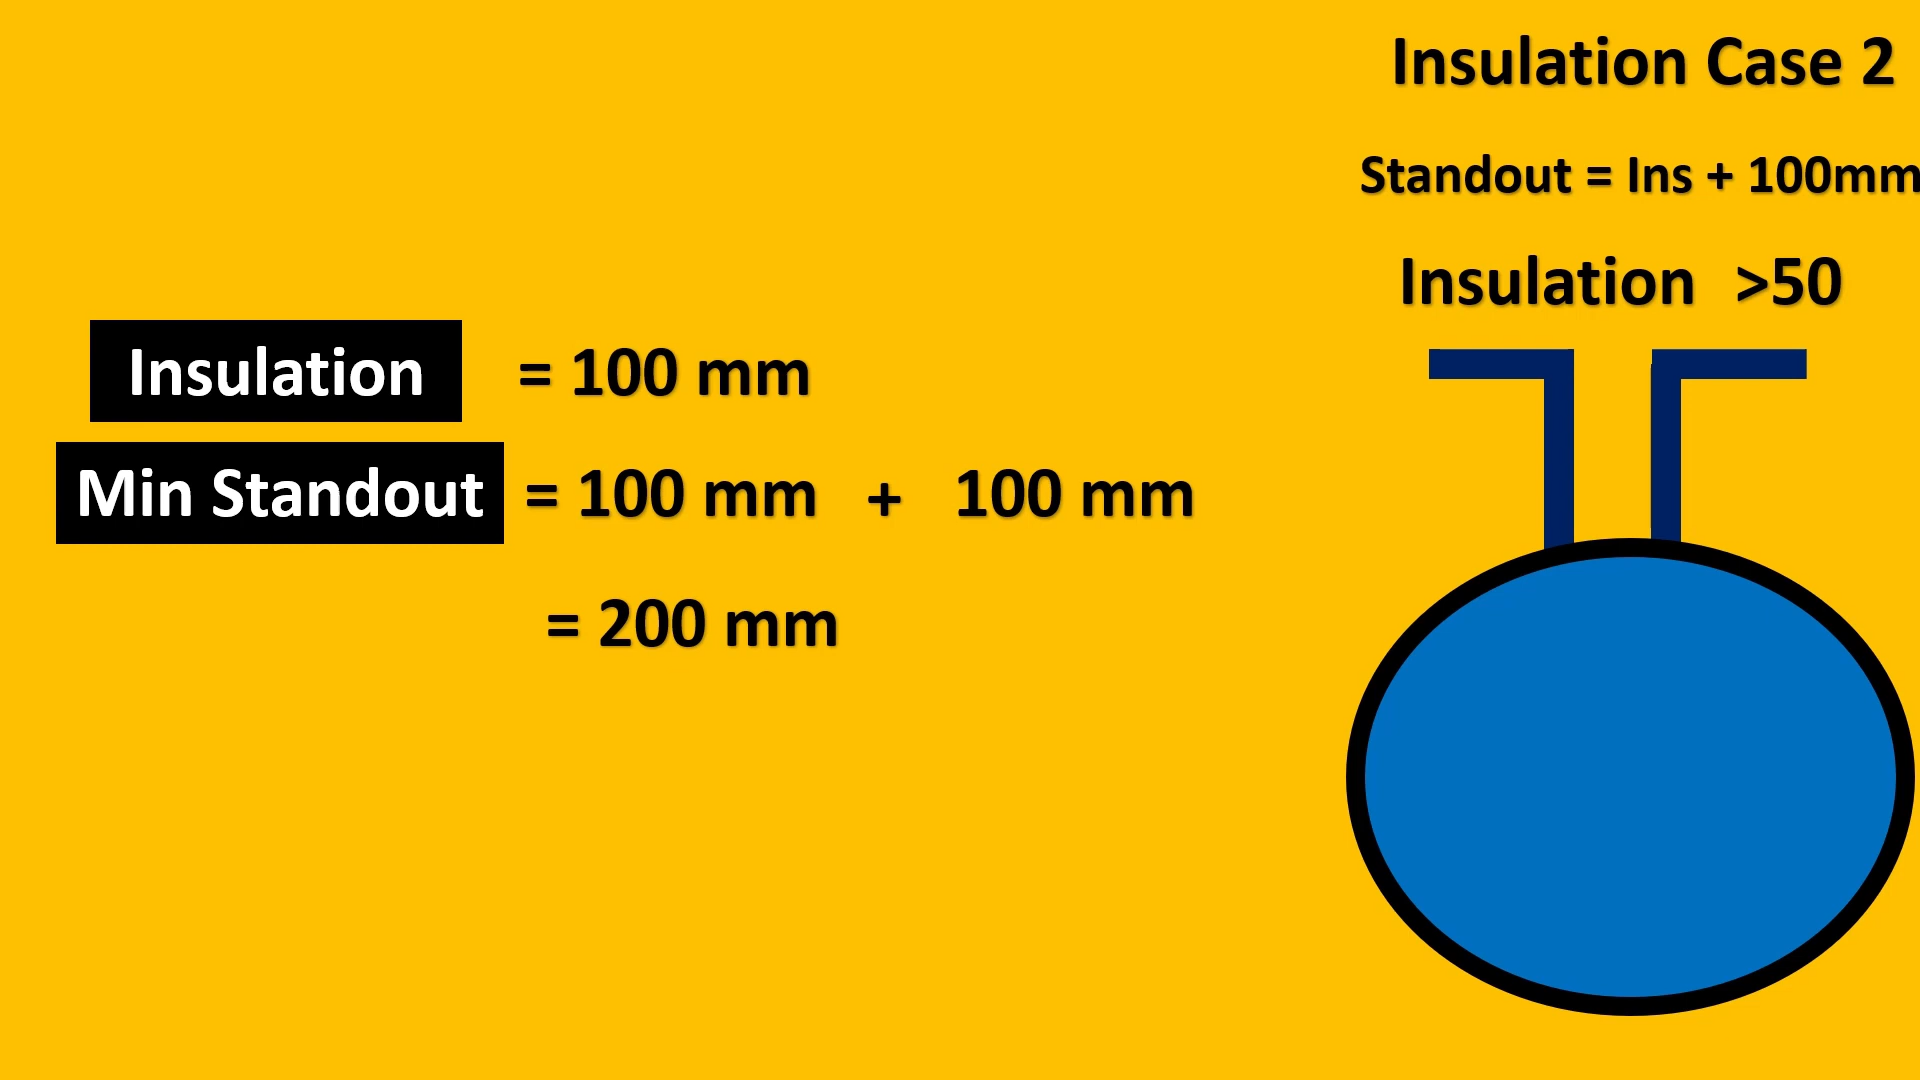 Insulation Case 2
Standout = Ins + 100mm
Insulation >50
Insulation = 100 mm
Min Standout = 100 mm + 100 mm
= 200 mm